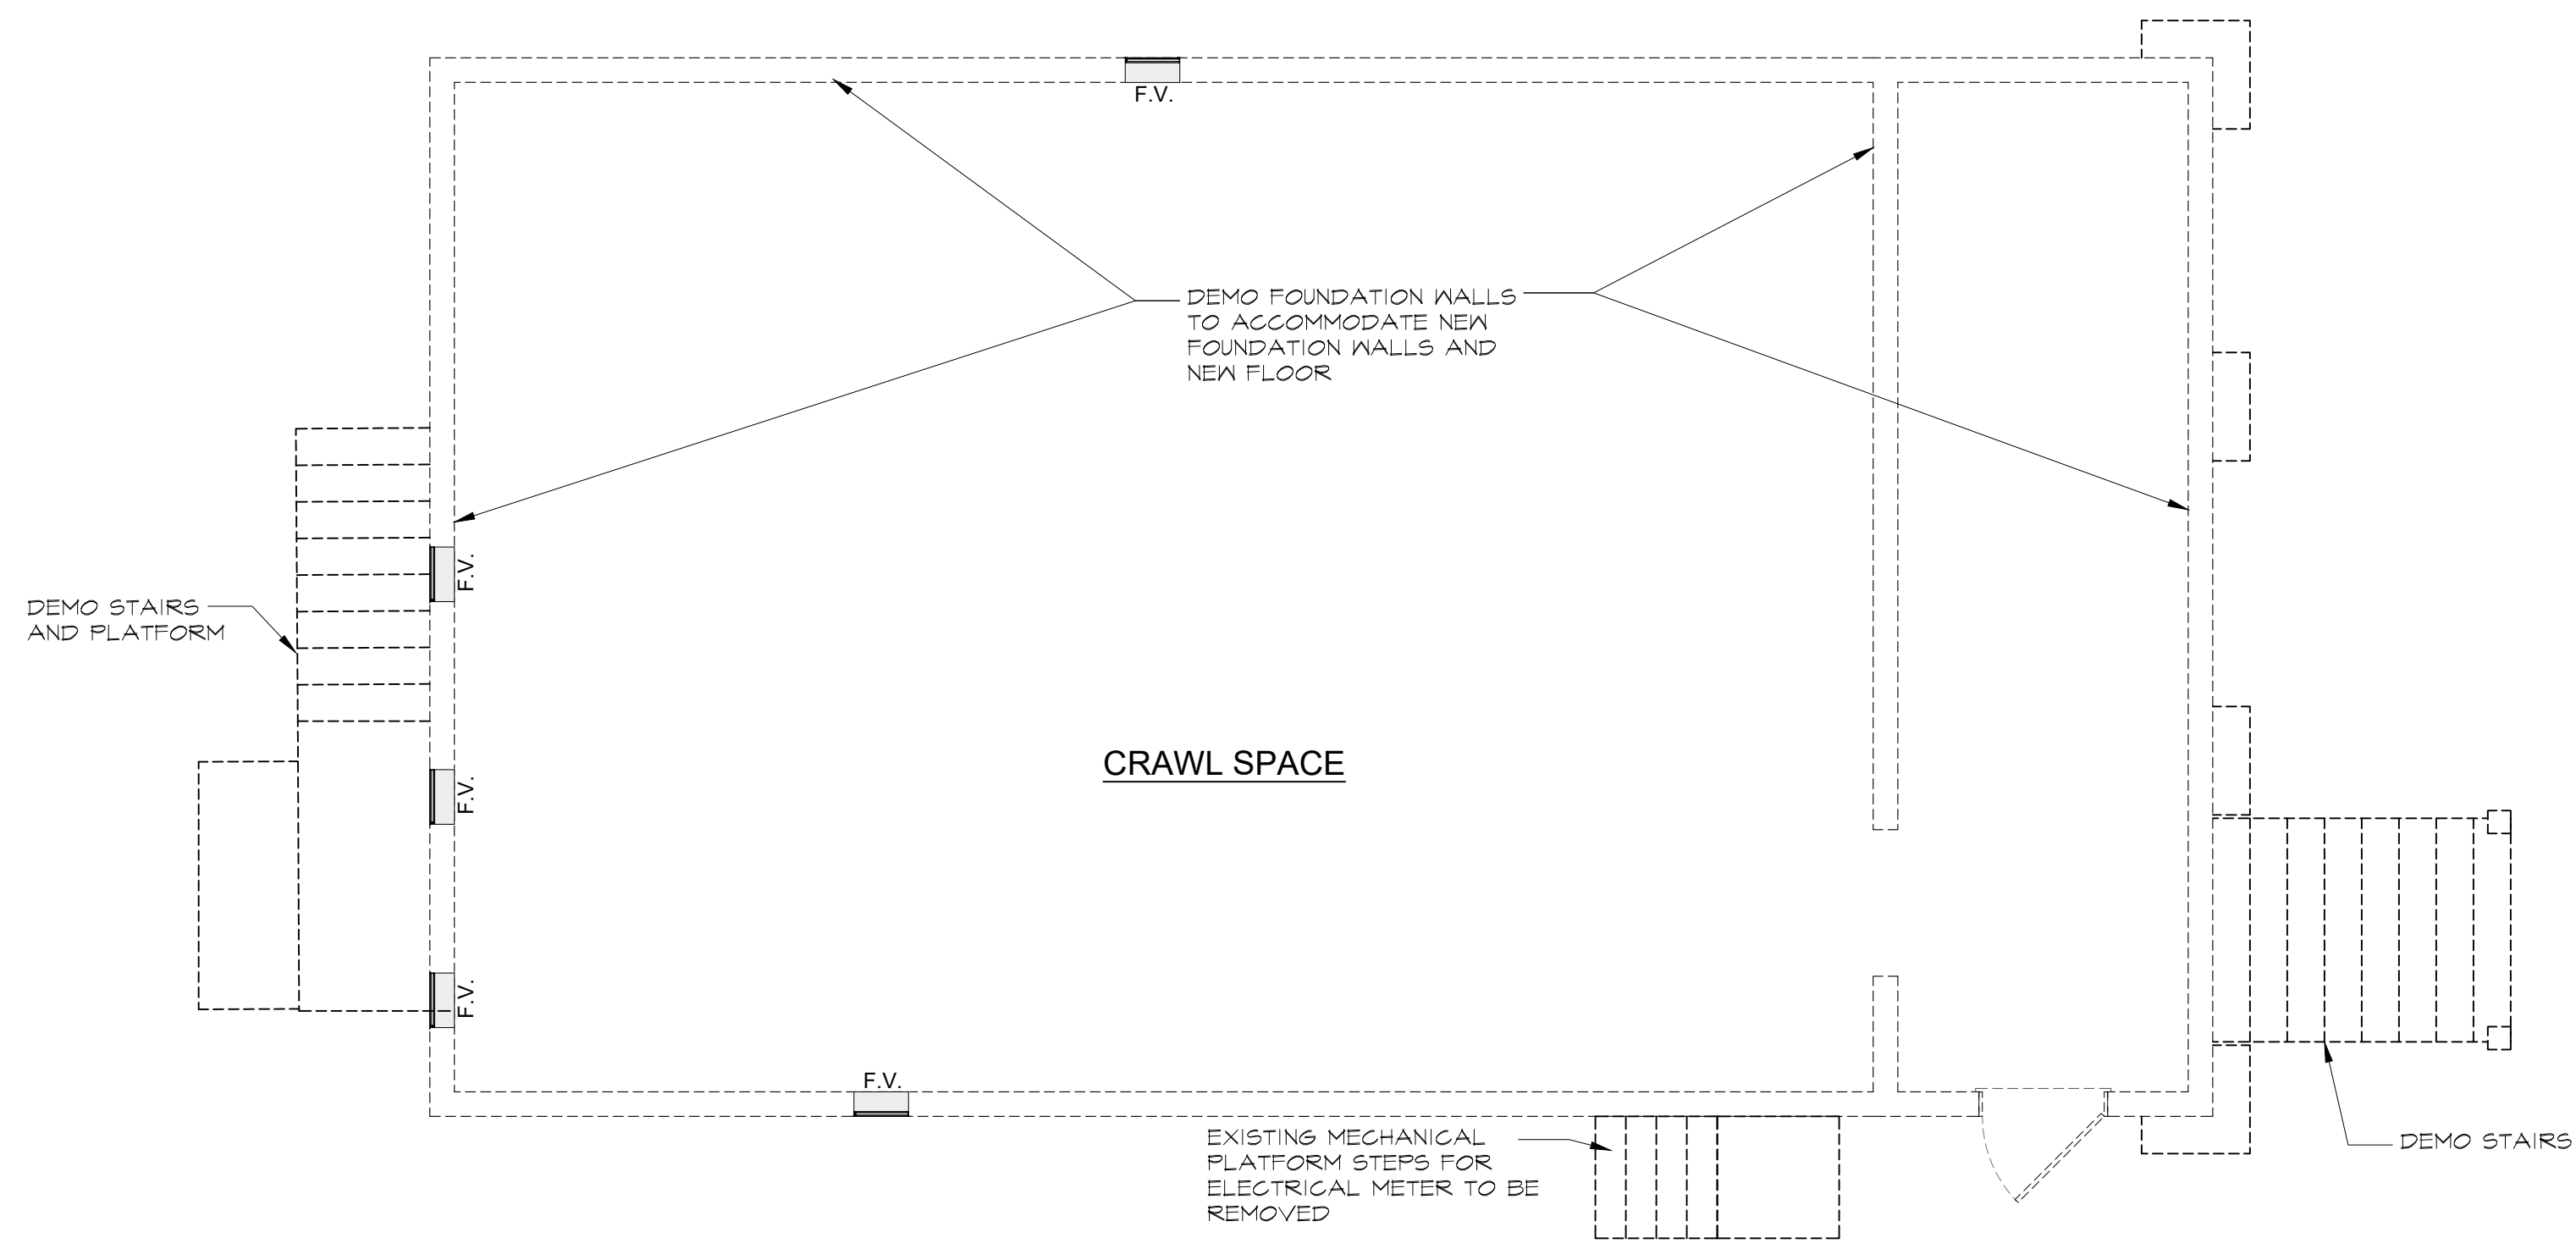 F.V.
DEMO FOUNDATION WALLS
TO ACCOMMODATE NEW
FOUNDATION WALLS AND
NEW FLOOR
F.V.
DEMO STAIRS
AND PLATFORM
CRAWL SPACE
F.V.
F.V.
F.V.
EXISTING MECHANICAL
PLATFORM STEPS FOR
ELECTRICAL METER TO BE
REMOVED
DEMO STAIRS